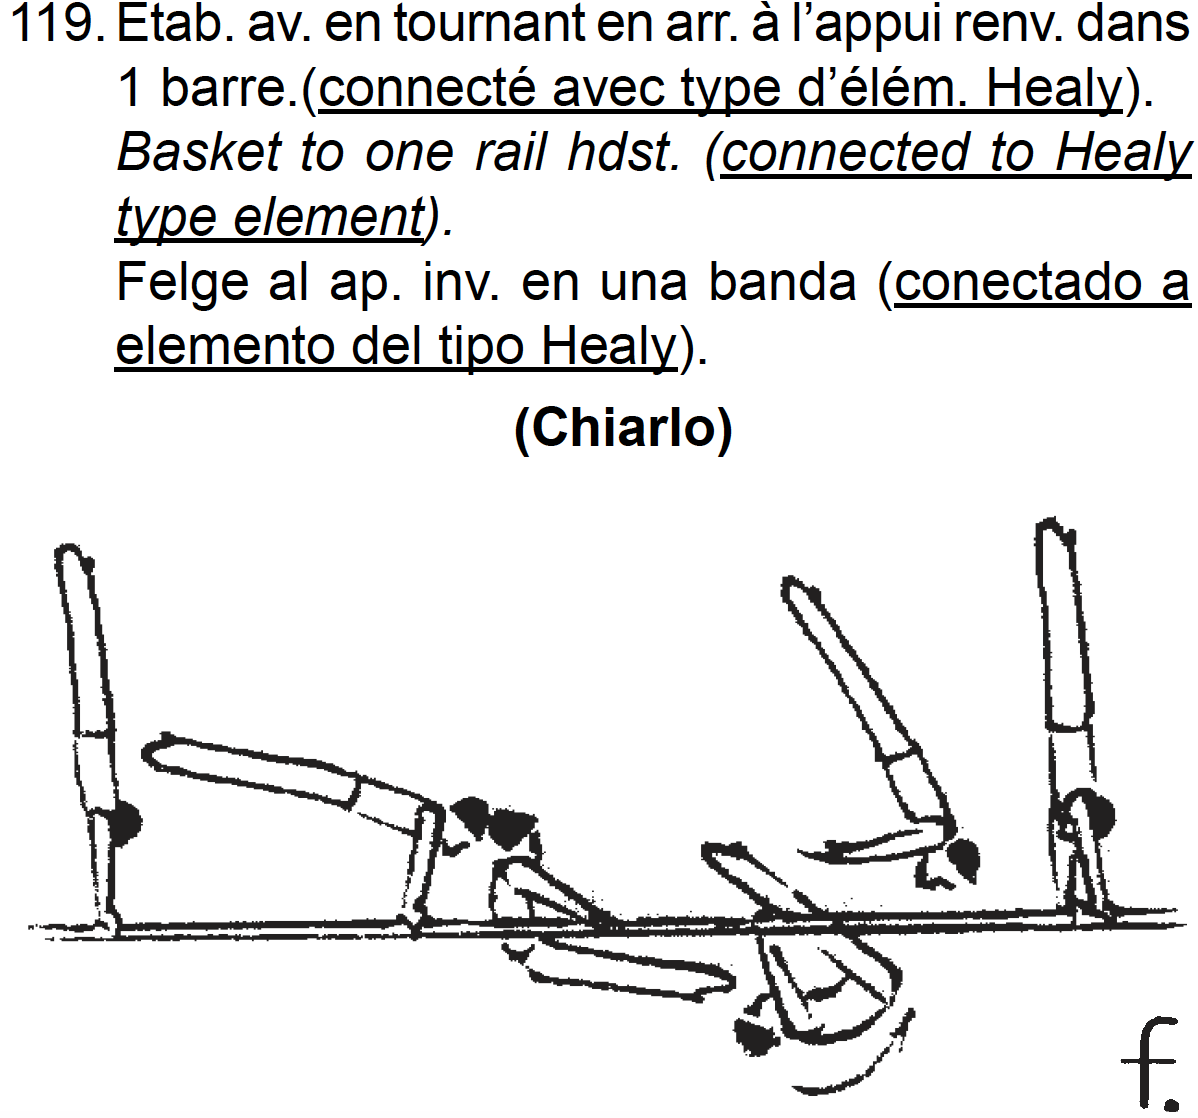 119. Etab. av. en tournant en arr. à l’appui renv. dans
1 barre.(connecté avec type d’élém. Healy).
Basket to one rail hdst. (connected to Healy
type element).
Felge al ap. inv. en una banda (conectado a
elemento del tipo Healy).
(Chiarlo)
f.